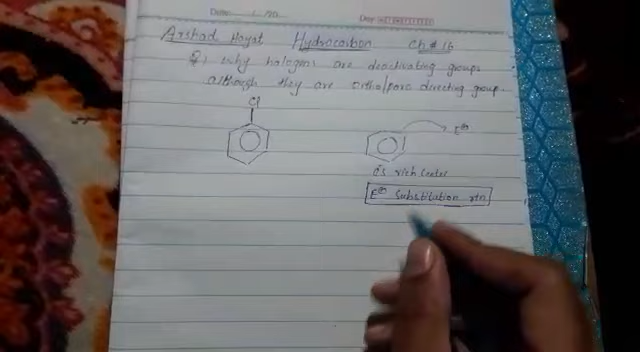 Date:
Day
Arshad Hayat Hydrocarbon Ch # 16
Q: why halogens are deactivating groups
although they are ortho/para directing group.
Cl
E⊕
ēs rich center
E⊕ Substitution rxn